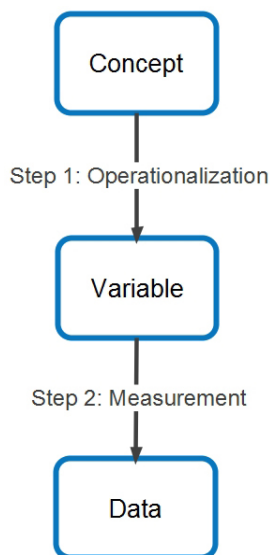 Concept
Step 1: Operationalization
Variable
Step 2: Measurement
Data